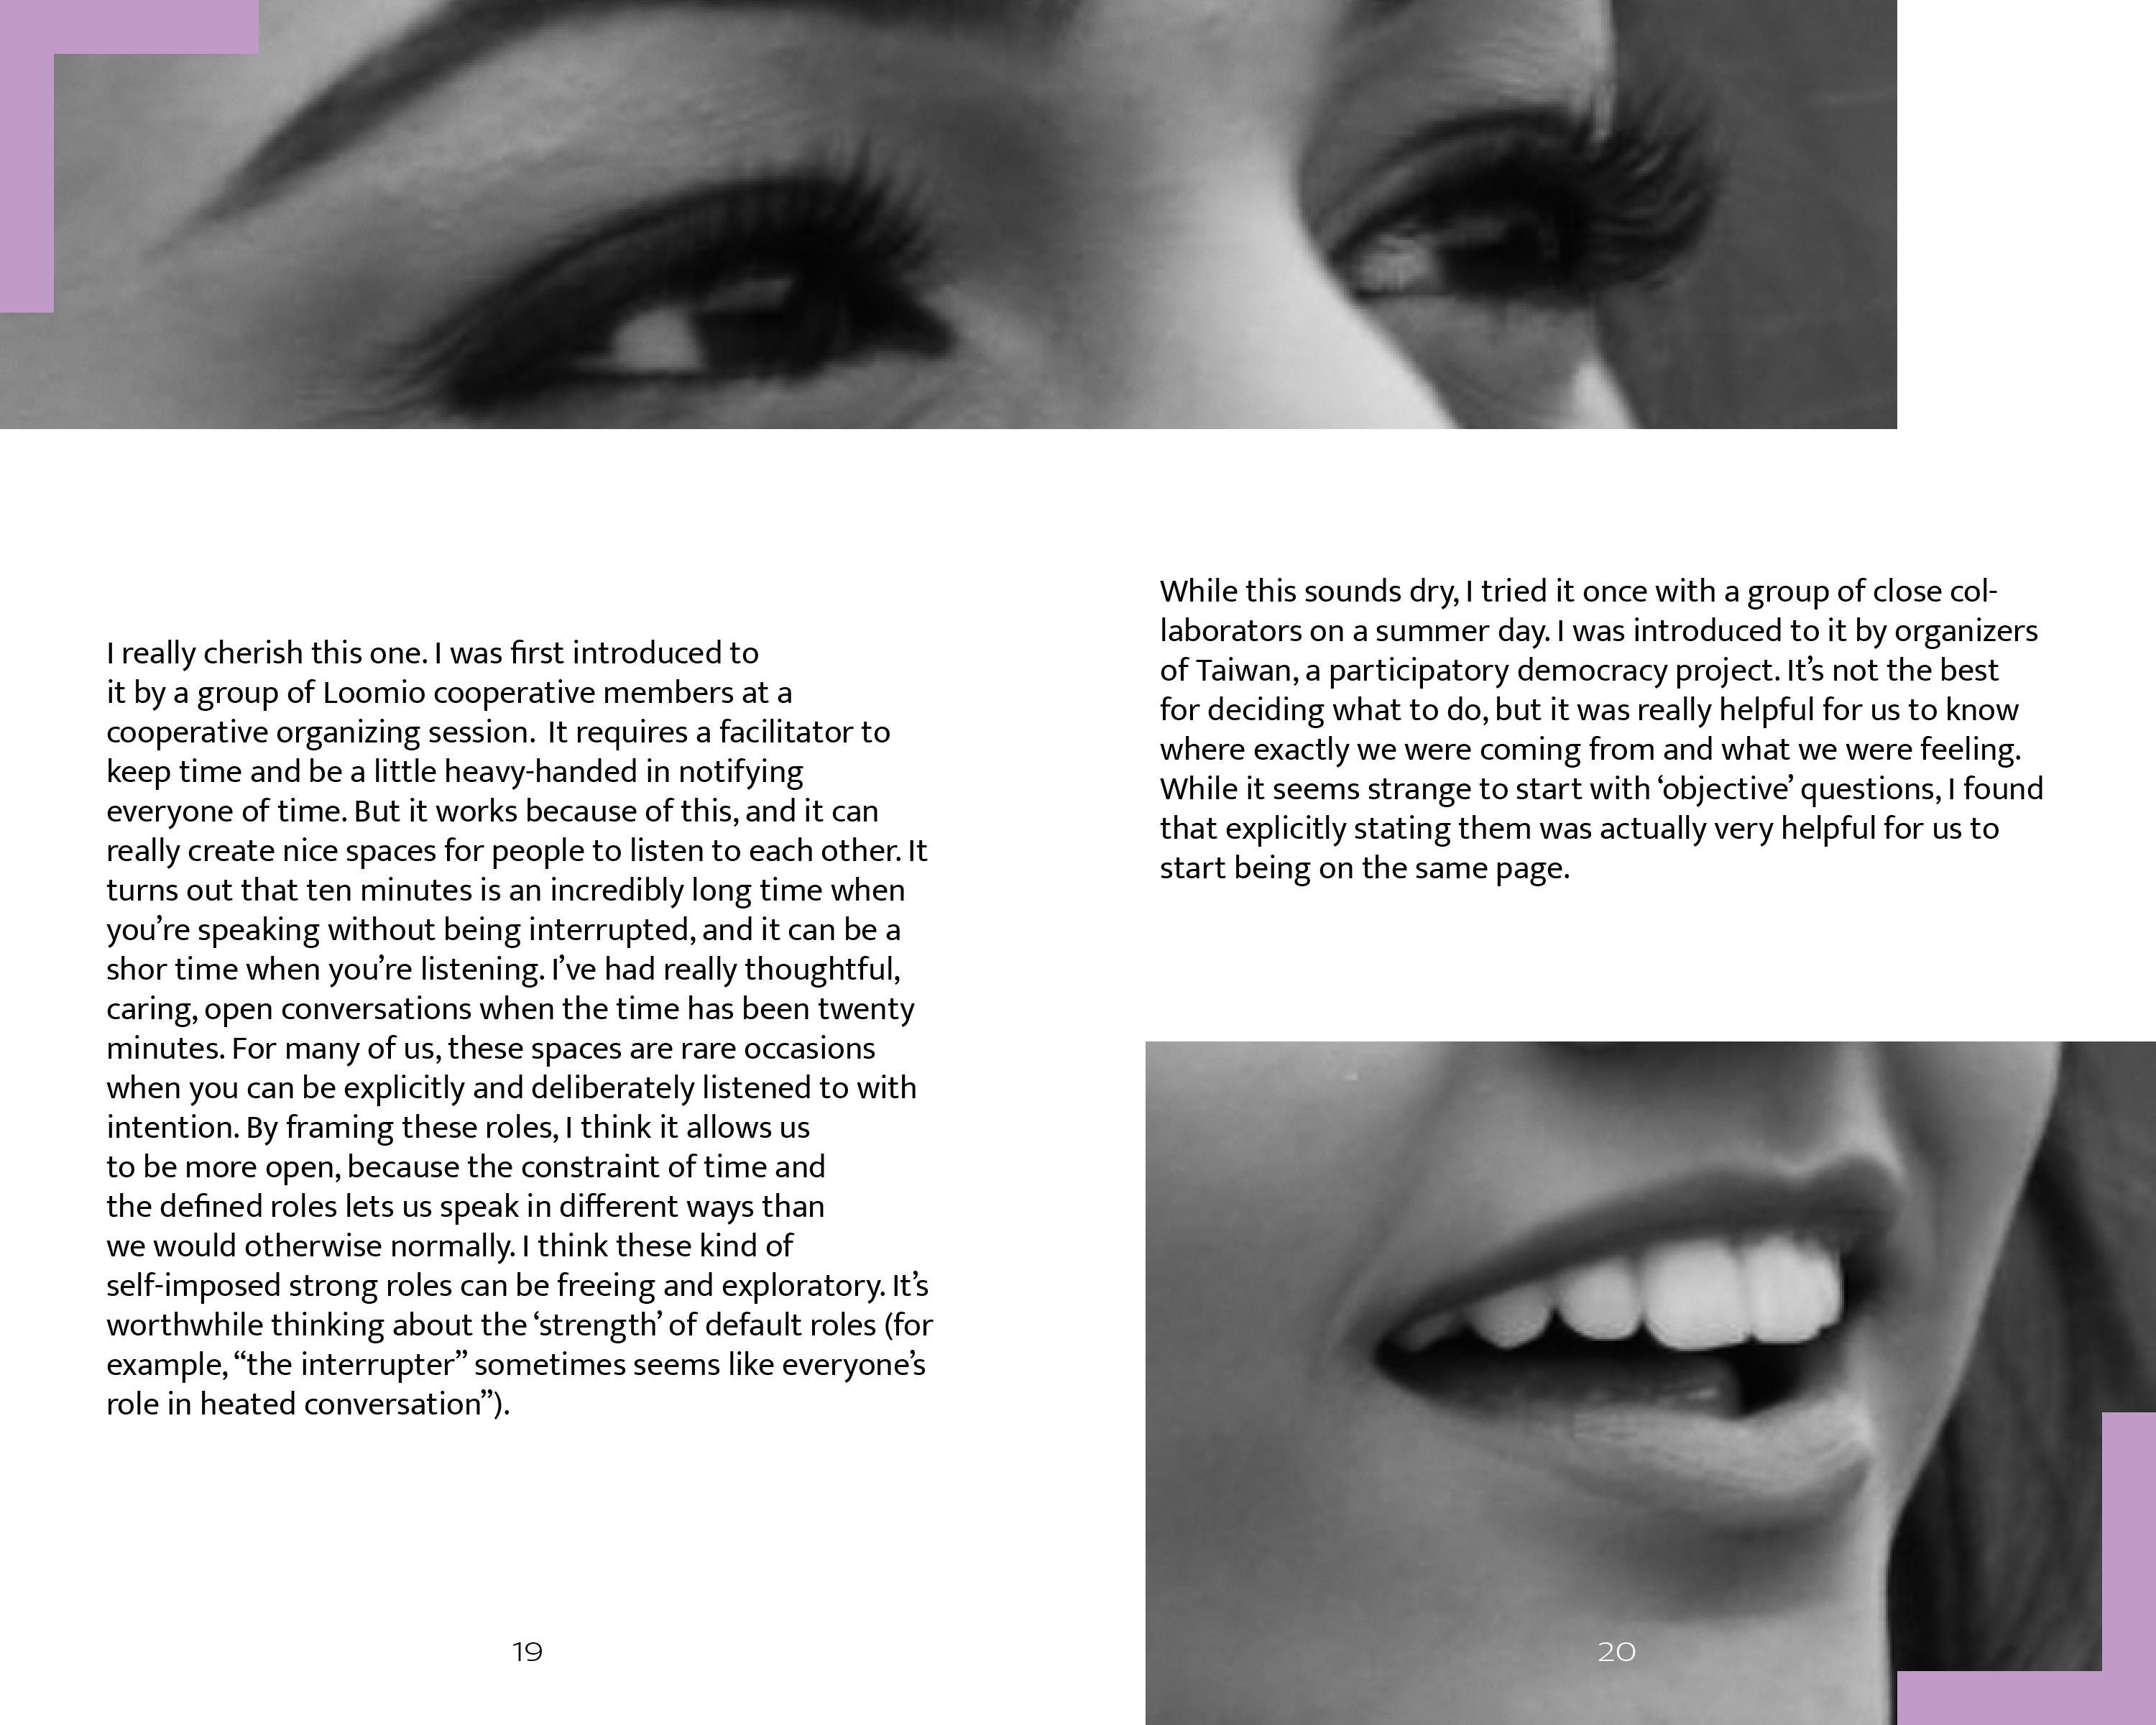 I really cherish this one. I was first introduced to
it by a group of Loomio cooperative members at a
cooperative organizing session.  It requires a facilitator to
keep time and be a little heavy-handed in notifying
everyone of time. But it works because of this, and it can
really create nice spaces for people to listen to each other. It
turns out that ten minutes is an incredibly long time when
you’re speaking without being interrupted, and it can be a
shor time when you’re listening. I’ve had really thoughtful,
caring, open conversations when the time has been twenty
minutes. For many of us, these spaces are rare occasions
when you can be explicitly and deliberately listened to with
intention. By framing these roles, I think it allows us
to be more open, because the constraint of time and
the defined roles lets us speak in different ways than
we would otherwise normally. I think these kind of
self-imposed strong roles can be freeing and exploratory. It’s
worthwhile thinking about the ‘strength’ of default roles (for
example, “the interrupter” sometimes seems like everyone’s
role in heated conversation”).
19
While this sounds dry, I tried it once with a group of close col-
laborators on a summer day. I was introduced to it by organizers
of Taiwan, a participatory democracy project. It’s not the best
for deciding what to do, but it was really helpful for us to know
where exactly we were coming from and what we were feeling.
While it seems strange to start with ‘objective’ questions, I found
that explicitly stating them was actually very helpful for us to
start being on the same page.
20